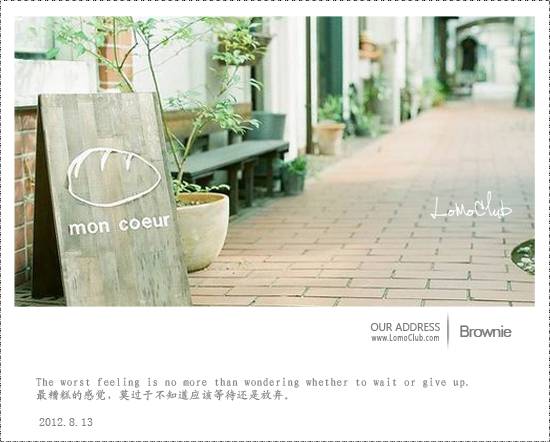 mon coeur
LoMoClub
OUR ADDRESS
www.LomoClub.com
Brownie
The worst feeling is no more than wondering whether to wait or give up.
最糟糕的感觉，莫过于不知道应该等待还是放弃。
2012.8.13